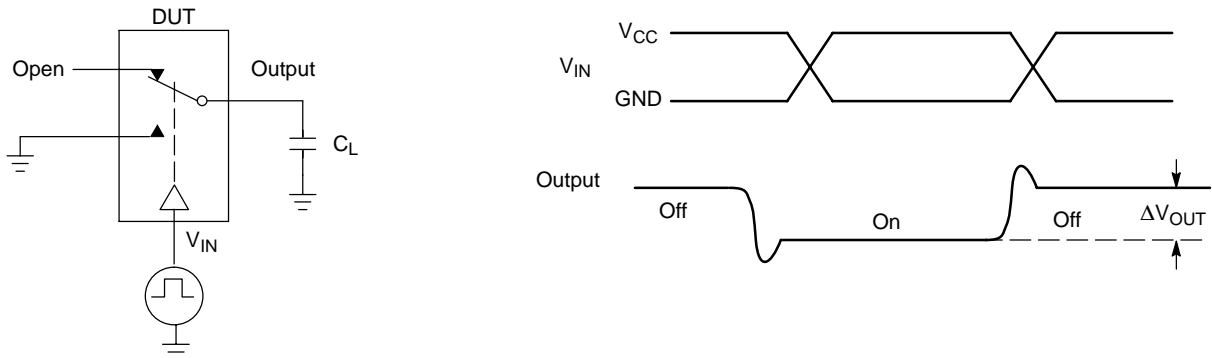 DUT
Open
Output
C_L
V_IN
V_CC
V_IN
GND
Output
Off
On
Off
ΔV_OUT